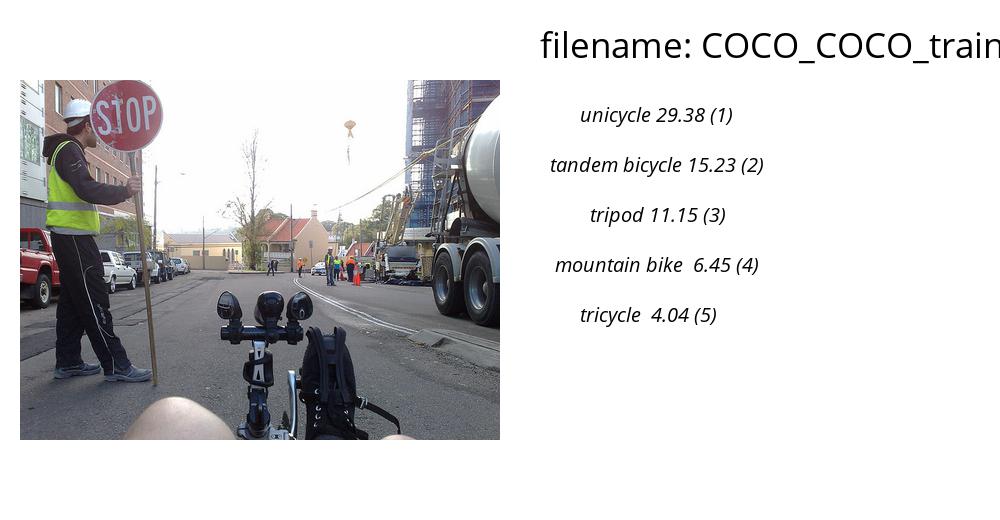 filename: COCO_COCO_train
STOP
unicycle 29.38 (1)
tandem bicycle 15.23 (2)
tripod 11.15 (3)
mountain bike 6.45 (4)
tricycle 4.04 (5)